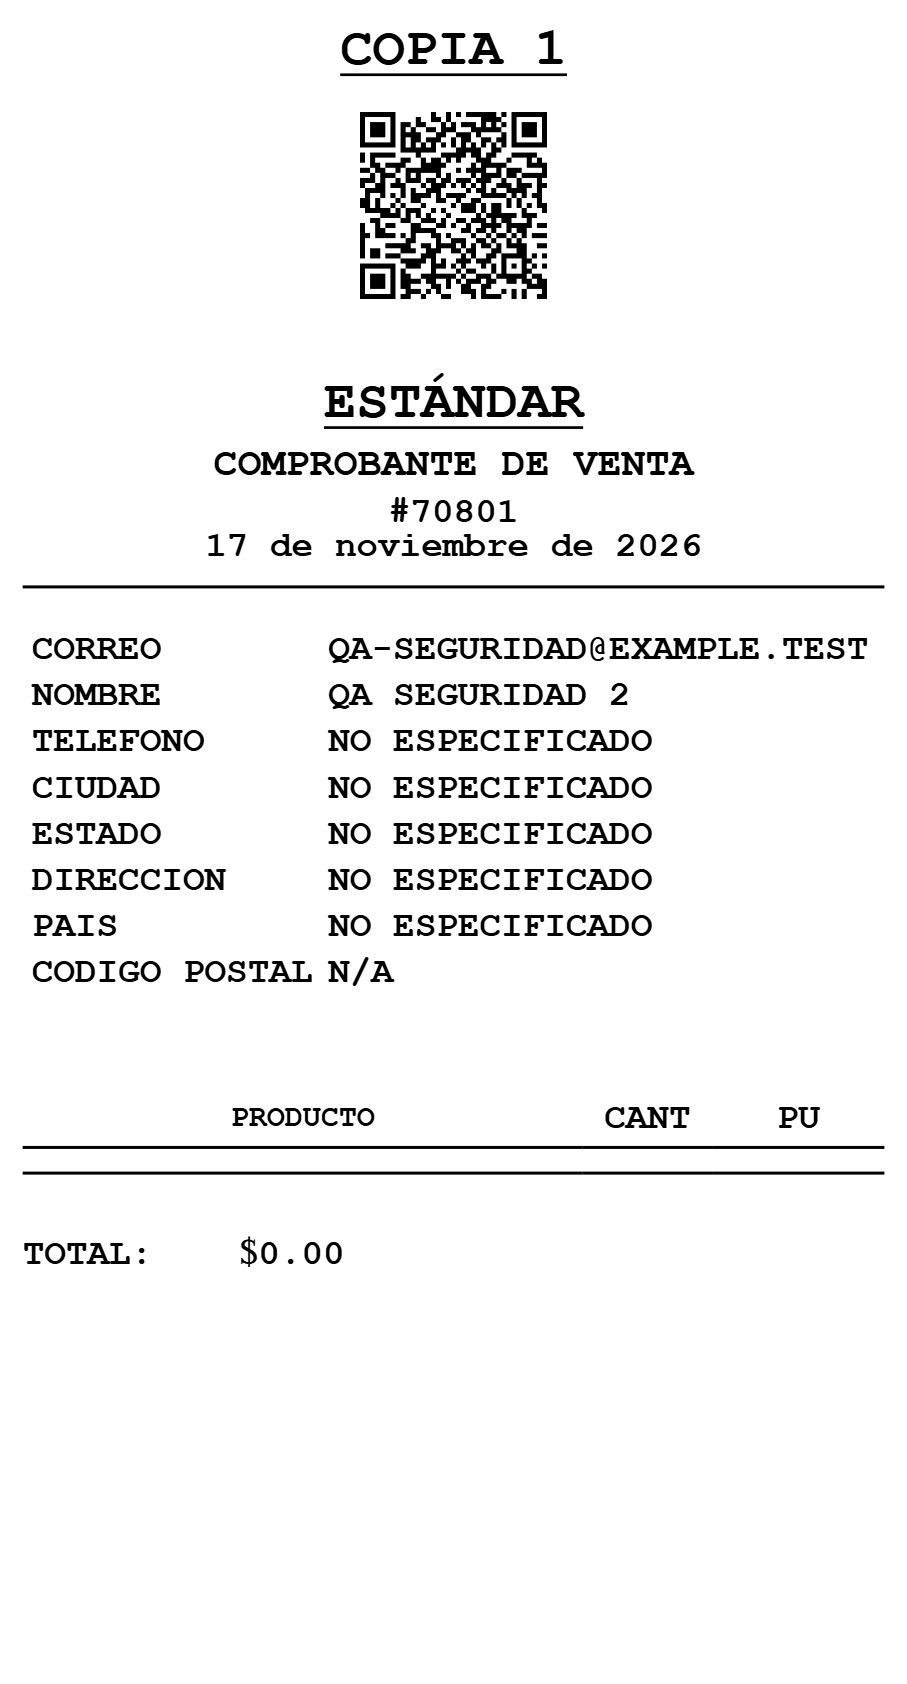 COPIA 1
ESTÁNDAR
COMPROBANTE DE VENTA
#70801
17 de noviembre de 2026
CORREO QA-SEGURIDAD@EXAMPLE.TEST
NOMBRE QA SEGURIDAD 2
TELEFONO NO ESPECIFICADO
CIUDAD NO ESPECIFICADO
ESTADO NO ESPECIFICADO
DIRECCION NO ESPECIFICADO
PAIS NO ESPECIFICADO
CODIGO POSTAL N/A
PRODUCTO CANT PU
TOTAL: $0.00